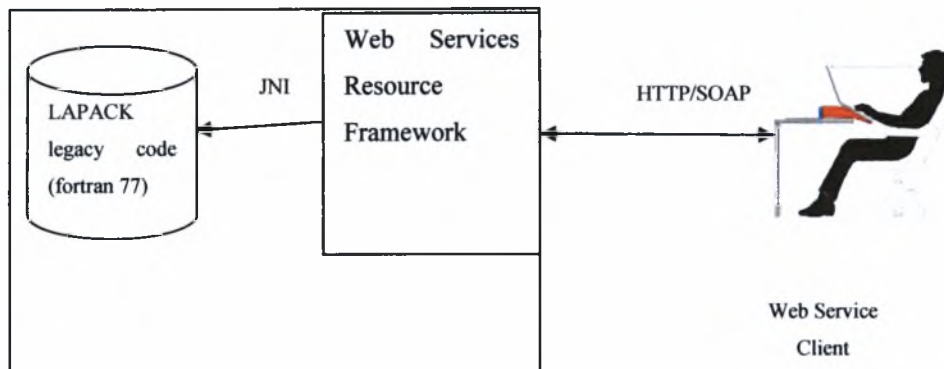 LAPACK
legacy code
(fortran 77)
JNI
Web Services
Resource
Framework
HTTP/SOAP
Web Service
Client